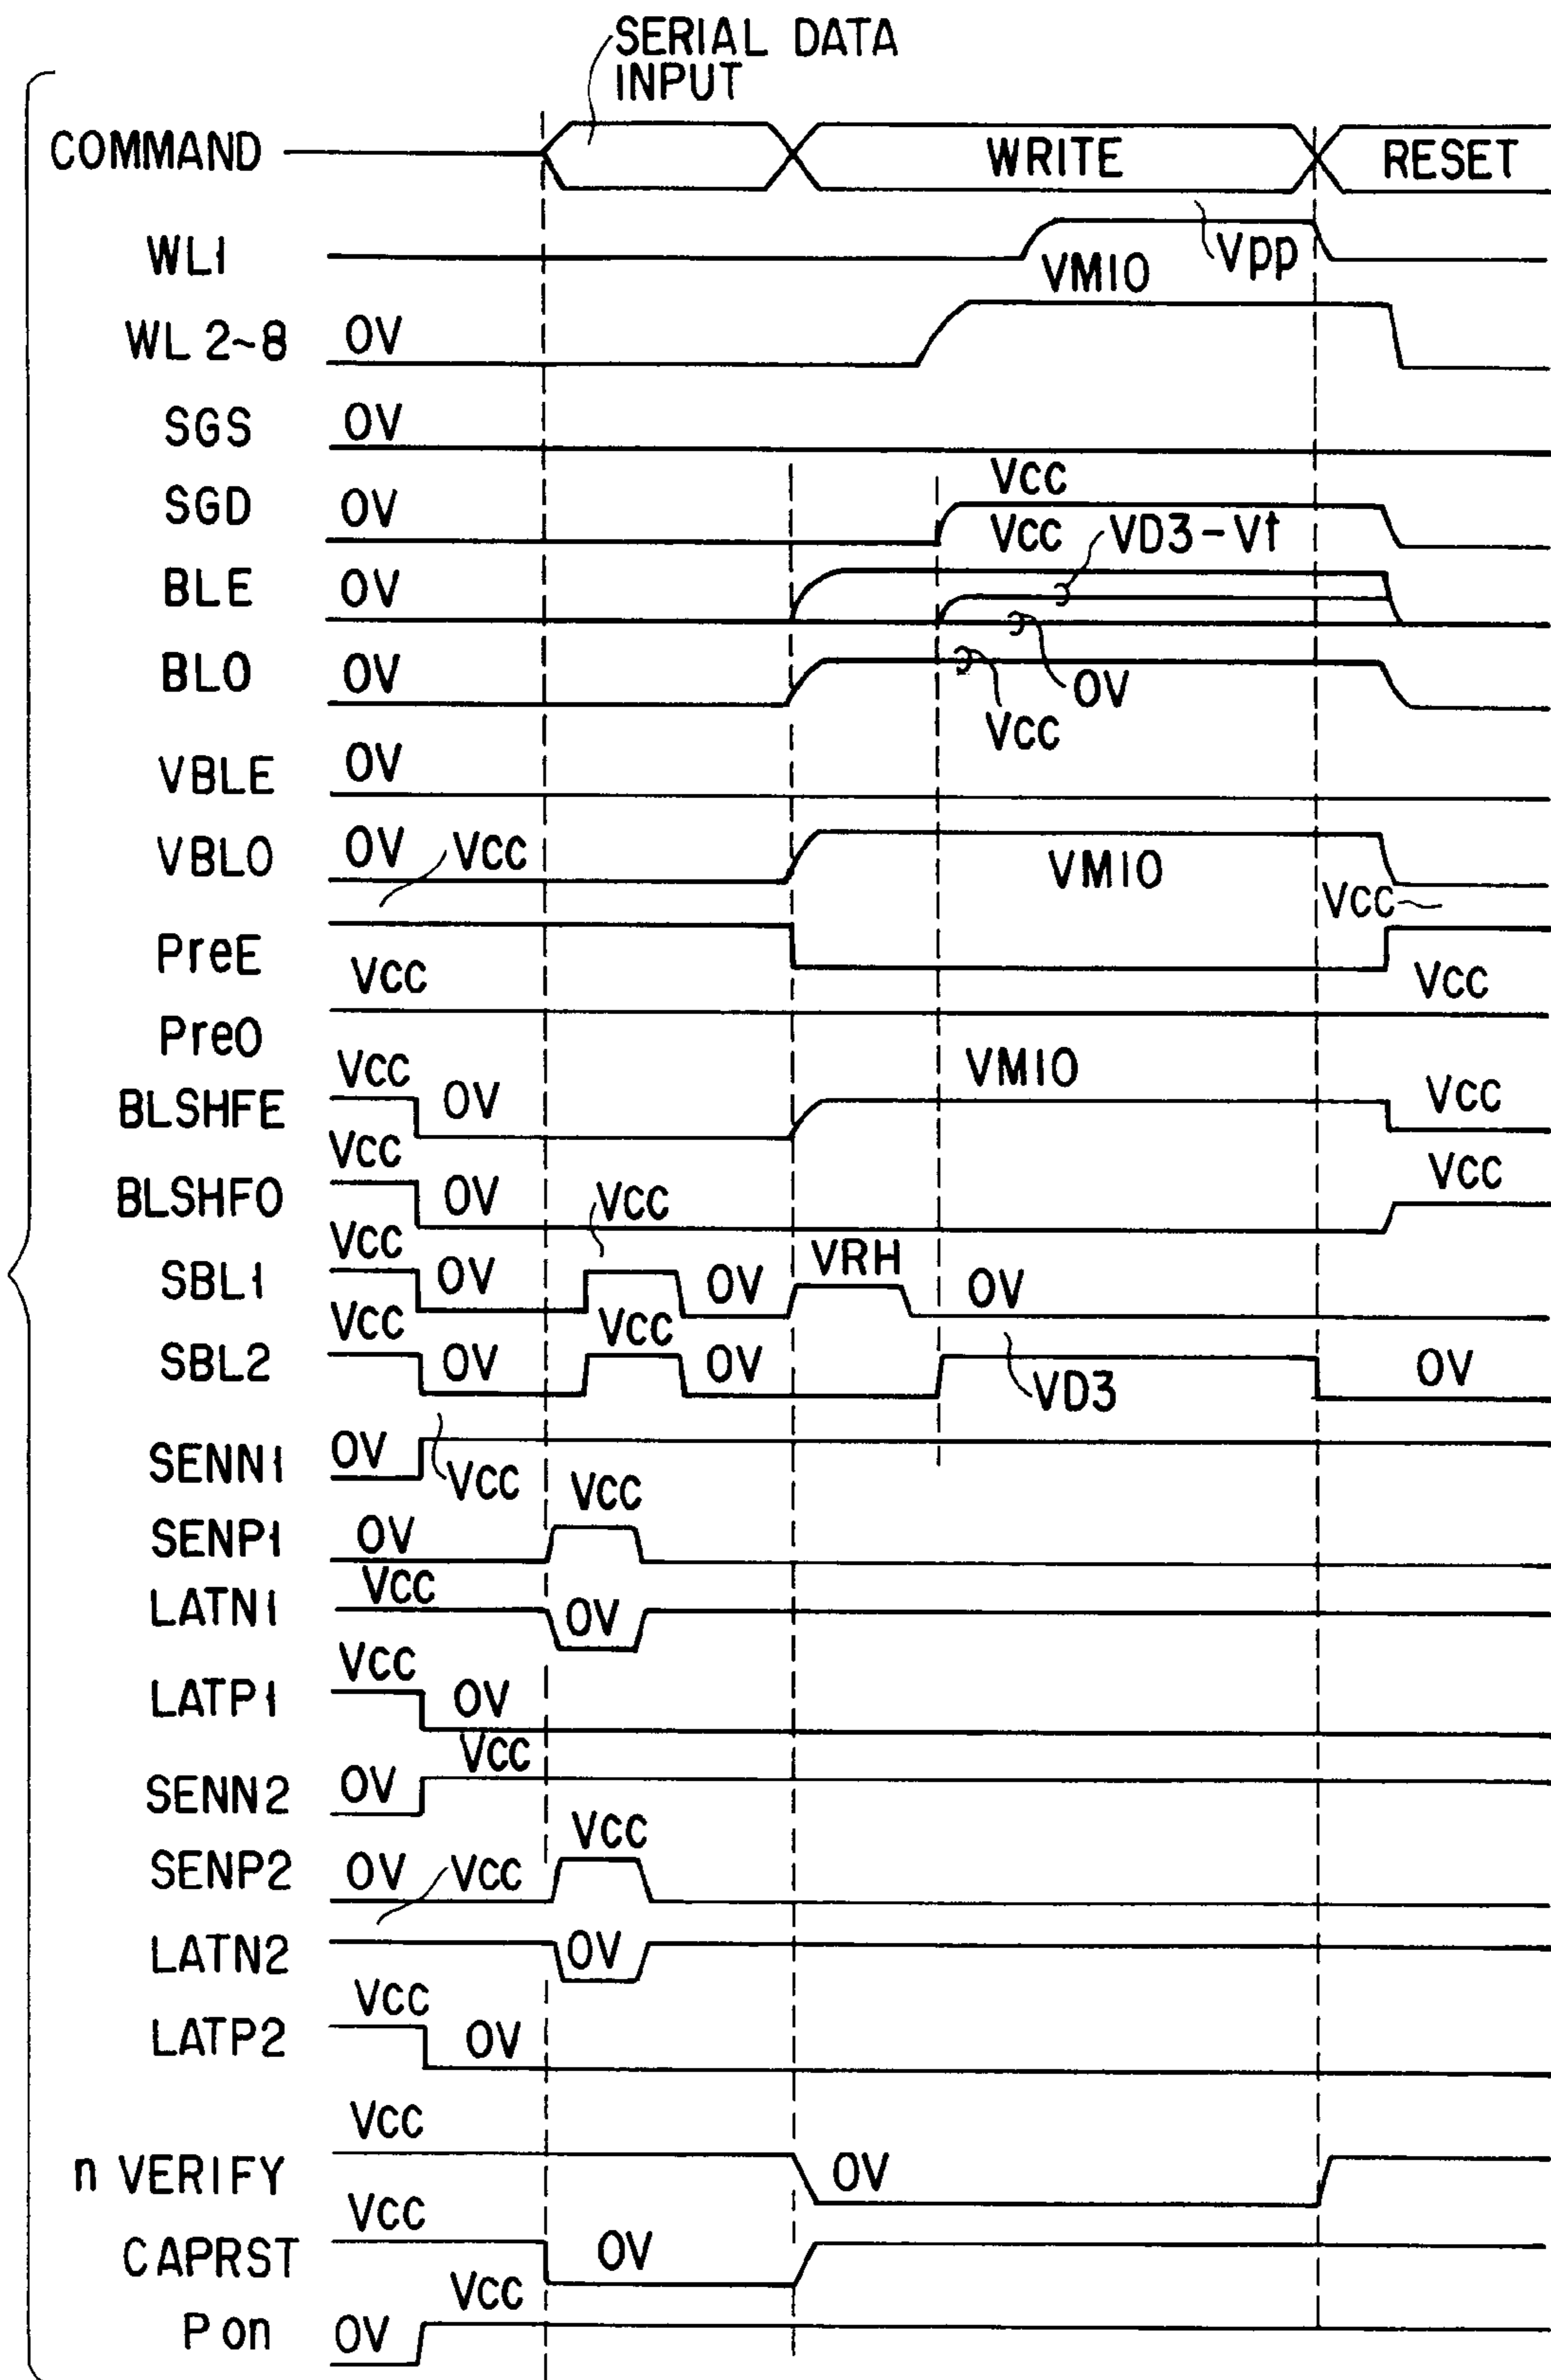 SERIAL DATA
INPUT
COMMAND WRITE RESET
WL1 Vpp
VM10
WL 2~8 0V
SGS 0V
Vcc
SGD 0V
Vcc VD3-Vt
BLE 0V
BLO 0V 0V
Vcc
VBLE 0V
VBLO 0V Vcc VM10
Vcc
PreE
Vcc Vcc
PreO
Vcc VM10
BLSHFE 0V Vcc
Vcc
BLSHFO 0V Vcc Vcc
Vcc VRH
SBL1 0V 0V 0V
Vcc Vcc
SBL2 0V 0V VD3 0V
SENN1 0V Vcc
Vcc
SENP1 0V
Vcc
LATN1 0V
Vcc
LATP1 0V
Vcc
SENN2 0V
Vcc
SENP2 0V Vcc
LATN2 0V
Vcc
LATP2 0V
Vcc
n VERIFY 0V
Vcc
CAPRST 0V
Vcc
P on 0V